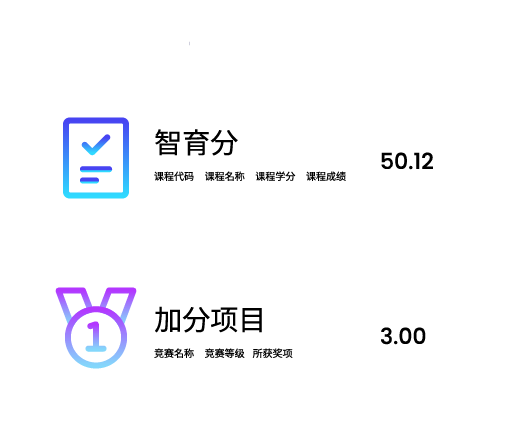 智育分
50.12
课程代码 课程名称 课程学分 课程成绩
加分项目
3.00
竞赛名称 竞赛等级 所获奖项
1